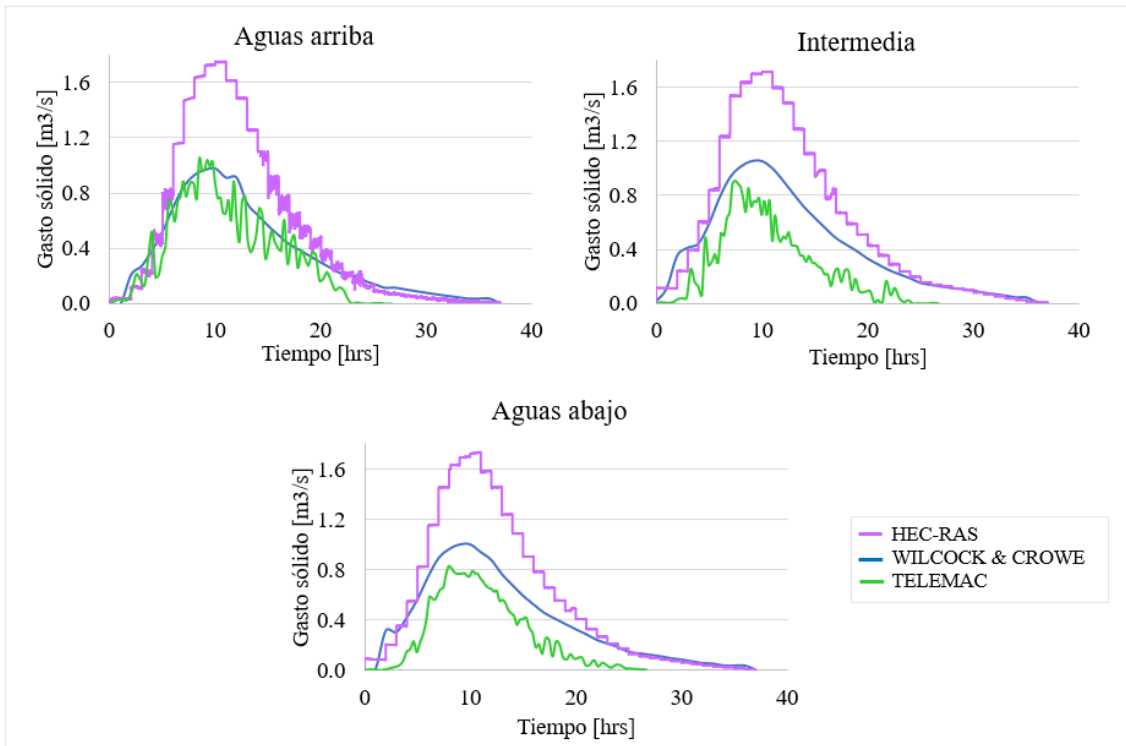 Aguas arriba
Gasto sólido [m3/s]
1.6
1.2
0.8
0.4
0.0
0 10 20 30 40
Tiempo [hrs]
Intermedia
Gasto sólido [m3/s]
1.6
1.2
0.8
0.4
0.0
0 10 20 30 40
Tiempo [hrs]
Aguas abajo
Gasto sólido [m3/s]
1.6
1.2
0.8
0.4
0.0
0 10 20 30 40
Tiempo [hrs]
HEC-RAS
WILCOCK & CROWE
TELEMAC